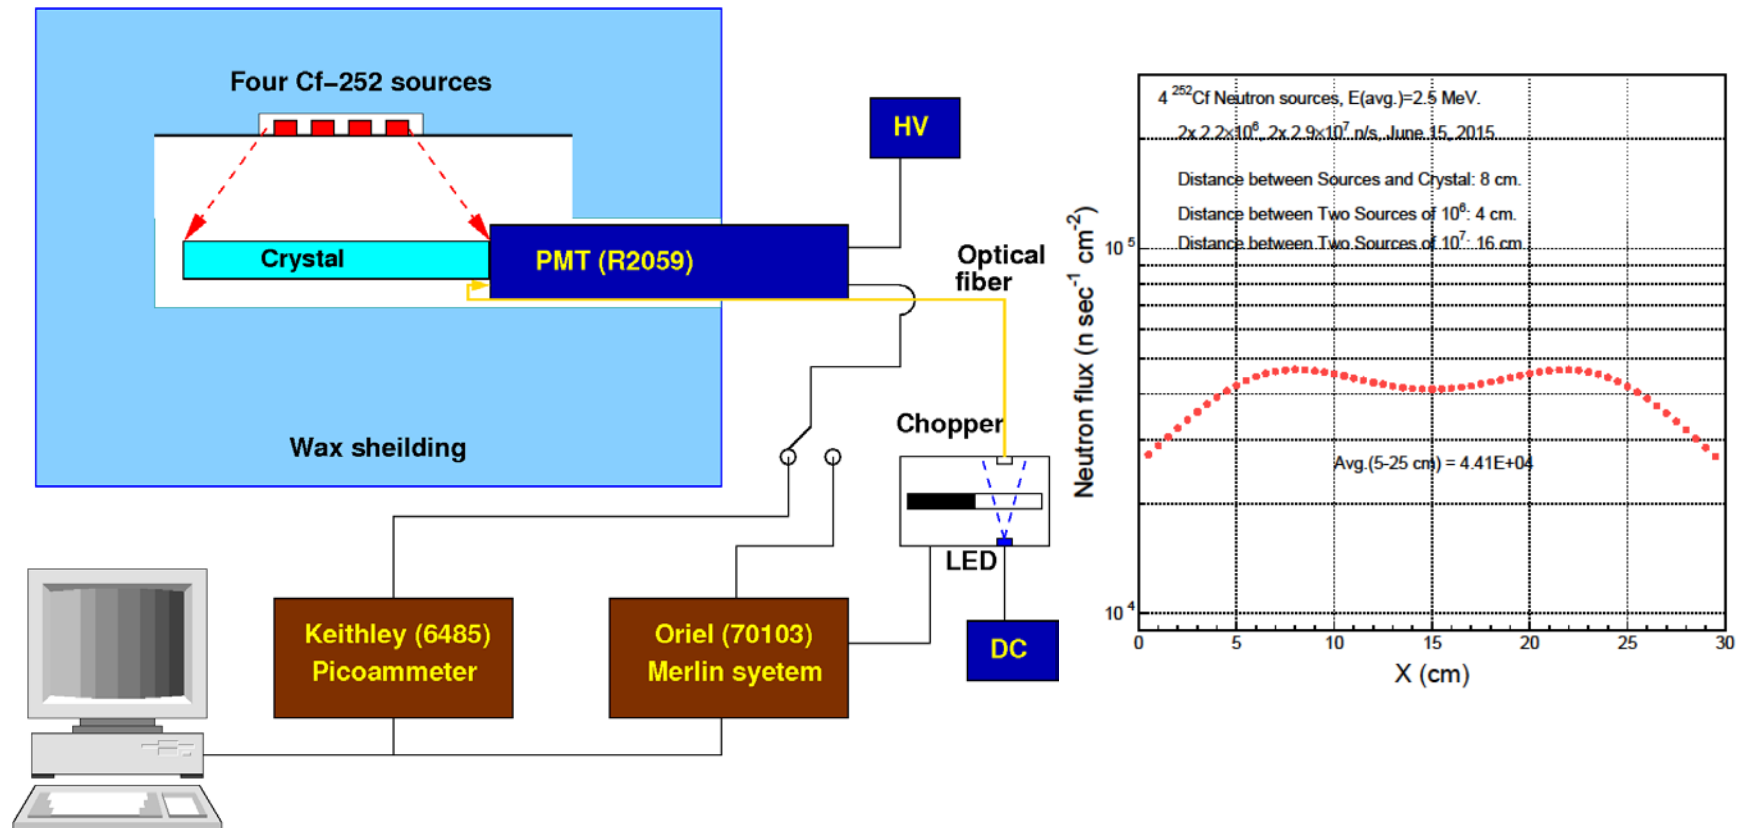 Four Cf−252 sources
HV
Crystal
PMT (R2059)
Optical
fiber
Wax sheilding
Chopper
LED
DC
Keithley (6485)
Picoammeter
Oriel (70103)
Merlin syetem
4 ²⁵²Cf Neutron sources, E(avg.)=2.5 MeV.
2x 2.2×10⁶, 2x 2.9×10⁷ n/s, June 15, 2015
Distance between Sources and Crystal: 8 cm.
Distance between Two Sources of 10⁶: 4 cm.
Distance between Two Sources of 10⁷: 16 cm
Avg.(5-25 cm) = 4.41E+04
Neutron flux (n sec⁻¹ cm⁻²)
10⁵
10⁴
0 5 10 15 20 25 30
X (cm)